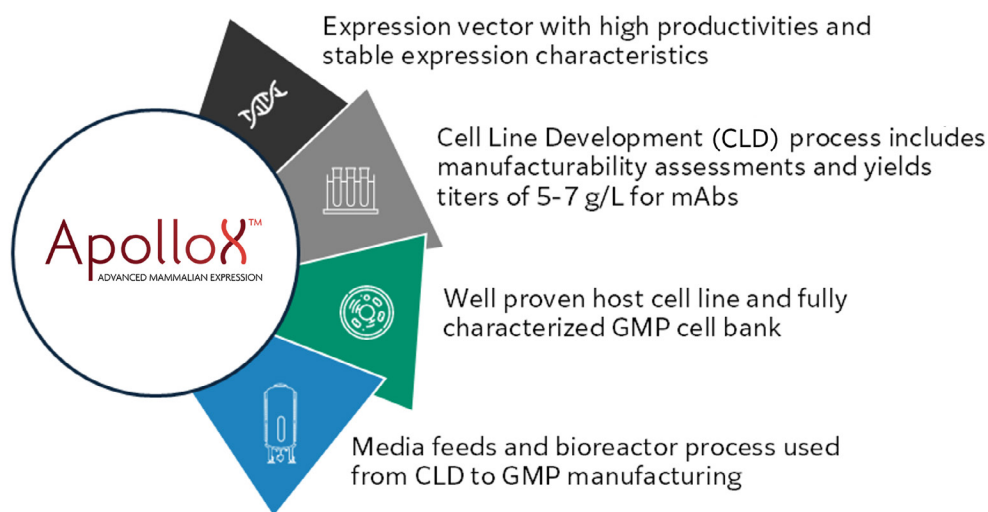 Expression vector with high productivities and
stable expression characteristics
Cell Line Development (CLD) process includes
manufacturability assessments and yields
titers of 5-7 g/L for mAbs
ApolloX™
ADVANCED MAMMALIAN EXPRESSION
Well proven host cell line and fully
characterized GMP cell bank
Media feeds and bioreactor process used
from CLD to GMP manufacturing